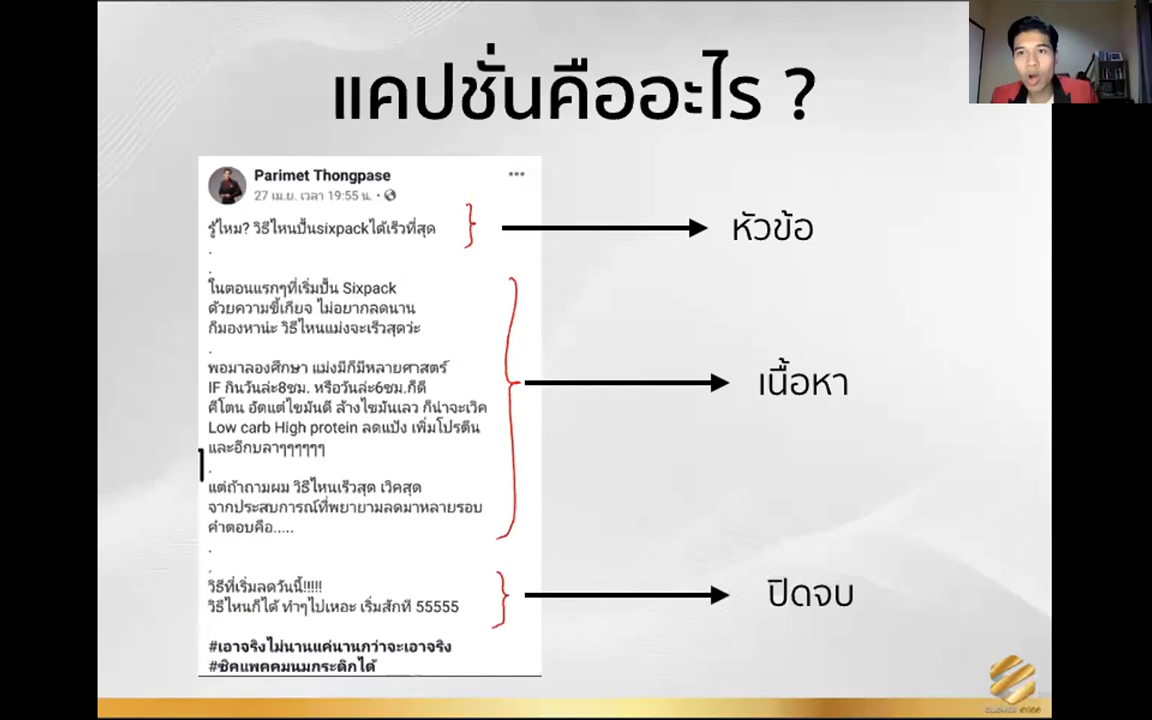 แคปชั่นคืออะไร ?
Parimet Thongpase
27 เม.ย. เวลา 19:55 น. ·
รู้ไหม? วิธีไหนปั้นsixpackได้เร็วที่สุด
หัวข้อ
.
.
ในตอนแรกๆที่เริ่มปั้น Sixpack
ด้วยความขี้เกียจ ไม่อยากลดนาน
ก็มองหาน่ะ วิธีไหนแม่งจะเร็วสุดว่ะ
.
พอมาลองศึกษา แม่งมีก็มีหลายศาสตร์
IF กินวันล่ะ8ชม. หรือวันล่ะ6ชม.ก็ดี
คีโตน อัดแต่ไขมันดี ล้างไขมันเลว ก็น่าจะเวิค
Low carb High protein ลดแป้ง เพิ่มโปรตีน
และอีกบลาๆๆๆๆๆๆ
.
แต่ถ้าถามผม วิธีไหนเร็วสุด เวิคสุด
จากประสบการณ์ที่พยายามลดมาหลายรอบ
คำตอบคือ.....
เนื้อหา
.
.
วิธีที่เริ่มลดวันนี้!!!!!
วิธีไหนก็ได้ ทำๆไปเหอะ เริ่มสักที 55555
ปิดจบ
#เอาจริงไม่นานแค่นานกว่าจะเอาจริง
#ซิคแพคคมนมกระดิกได้